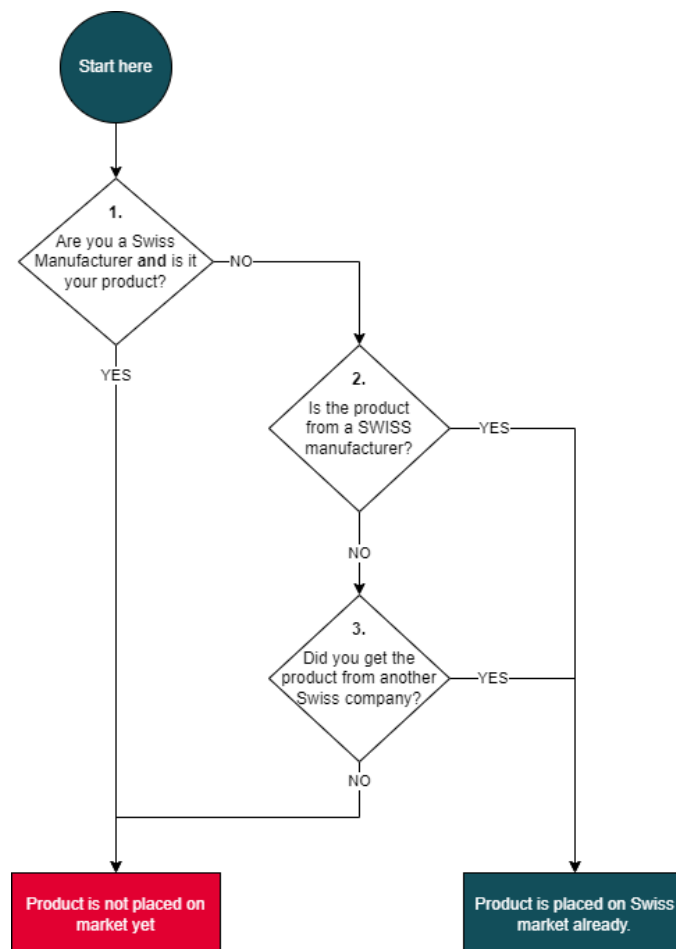 Start here
1.
Are you a Swiss
Manufacturer and is it
your product?
NO
YES
2.
Is the product
from a SWISS
manufacturer?
YES
NO
3.
Did you get the
product from another
Swiss company?
YES
NO
Product is not placed on
market yet
Product is placed on Swiss
market already.